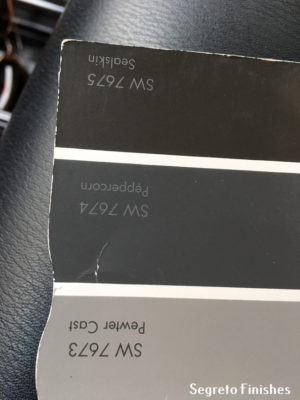 SW 7675
Sealskin
SW 7674
Peppercorn
SW 7673
Pewter Cast
Segreto Finishes